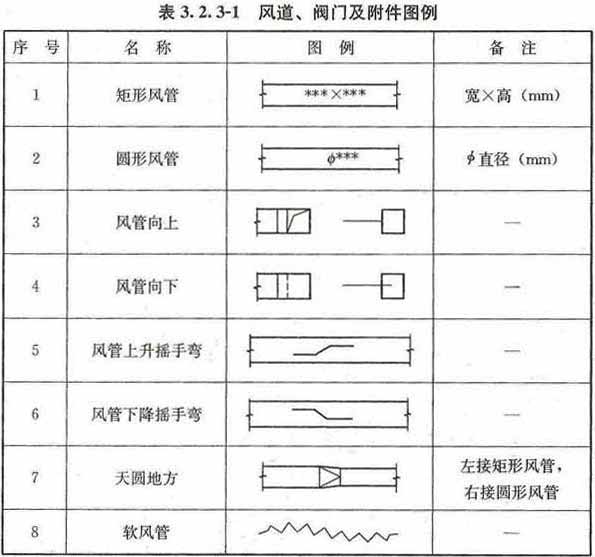 表 3.2.3-1 风道、阀门及附件图例
序 号 名 称 图 例 备 注
1 矩形风管 ***×*** 宽×高（mm）
2 圆形风管 ϕ*** ϕ直径（mm）
3 风管向上 —
4 风管向下 —
5 风管上升摇手弯 —
6 风管下降摇手弯 —
7 天圆地方 左接矩形风管，
右接圆形风管
8 软风管 —